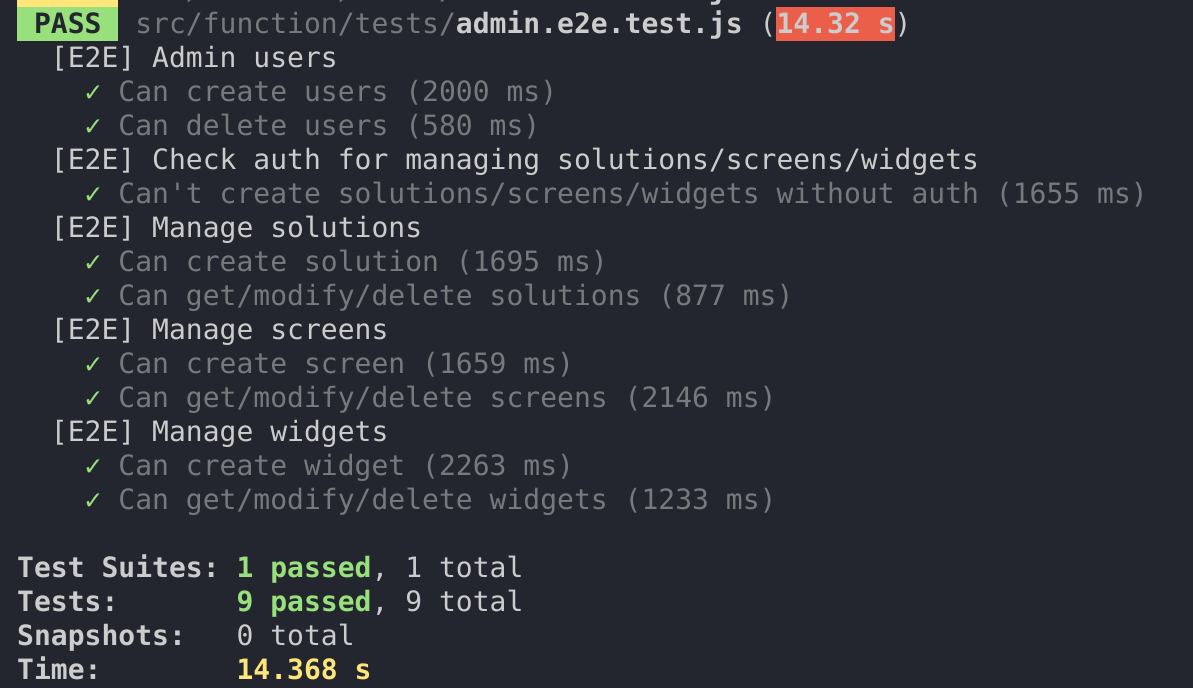 PASS src/function/tests/admin.e2e.test.js (14.32 s)
[E2E] Admin users
✓ Can create users (2000 ms)
✓ Can delete users (580 ms)
[E2E] Check auth for managing solutions/screens/widgets
✓ Can't create solutions/screens/widgets without auth (1655 ms)
[E2E] Manage solutions
✓ Can create solution (1695 ms)
✓ Can get/modify/delete solutions (877 ms)
[E2E] Manage screens
✓ Can create screen (1659 ms)
✓ Can get/modify/delete screens (2146 ms)
[E2E] Manage widgets
✓ Can create widget (2263 ms)
✓ Can get/modify/delete widgets (1233 ms)
Test Suites: 1 passed, 1 total
Tests: 9 passed, 9 total
Snapshots: 0 total
Time: 14.368 s